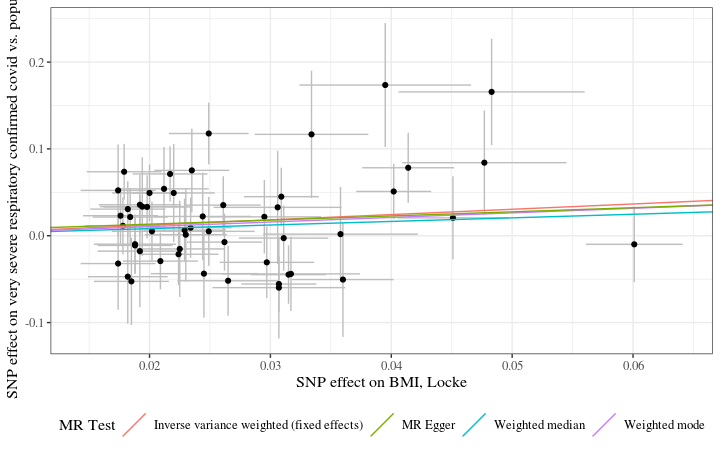 SNP effect on very severe respiratory confirmed covid vs.
0.2
0.1
0.0
-0.1
0.02
0.03
0.04
0.05
0.06
SNP effect on BMI, Locke
MR Test
Inverse variance weighted (fixed effects)
MR Egger
Weighted median
Weighted mode